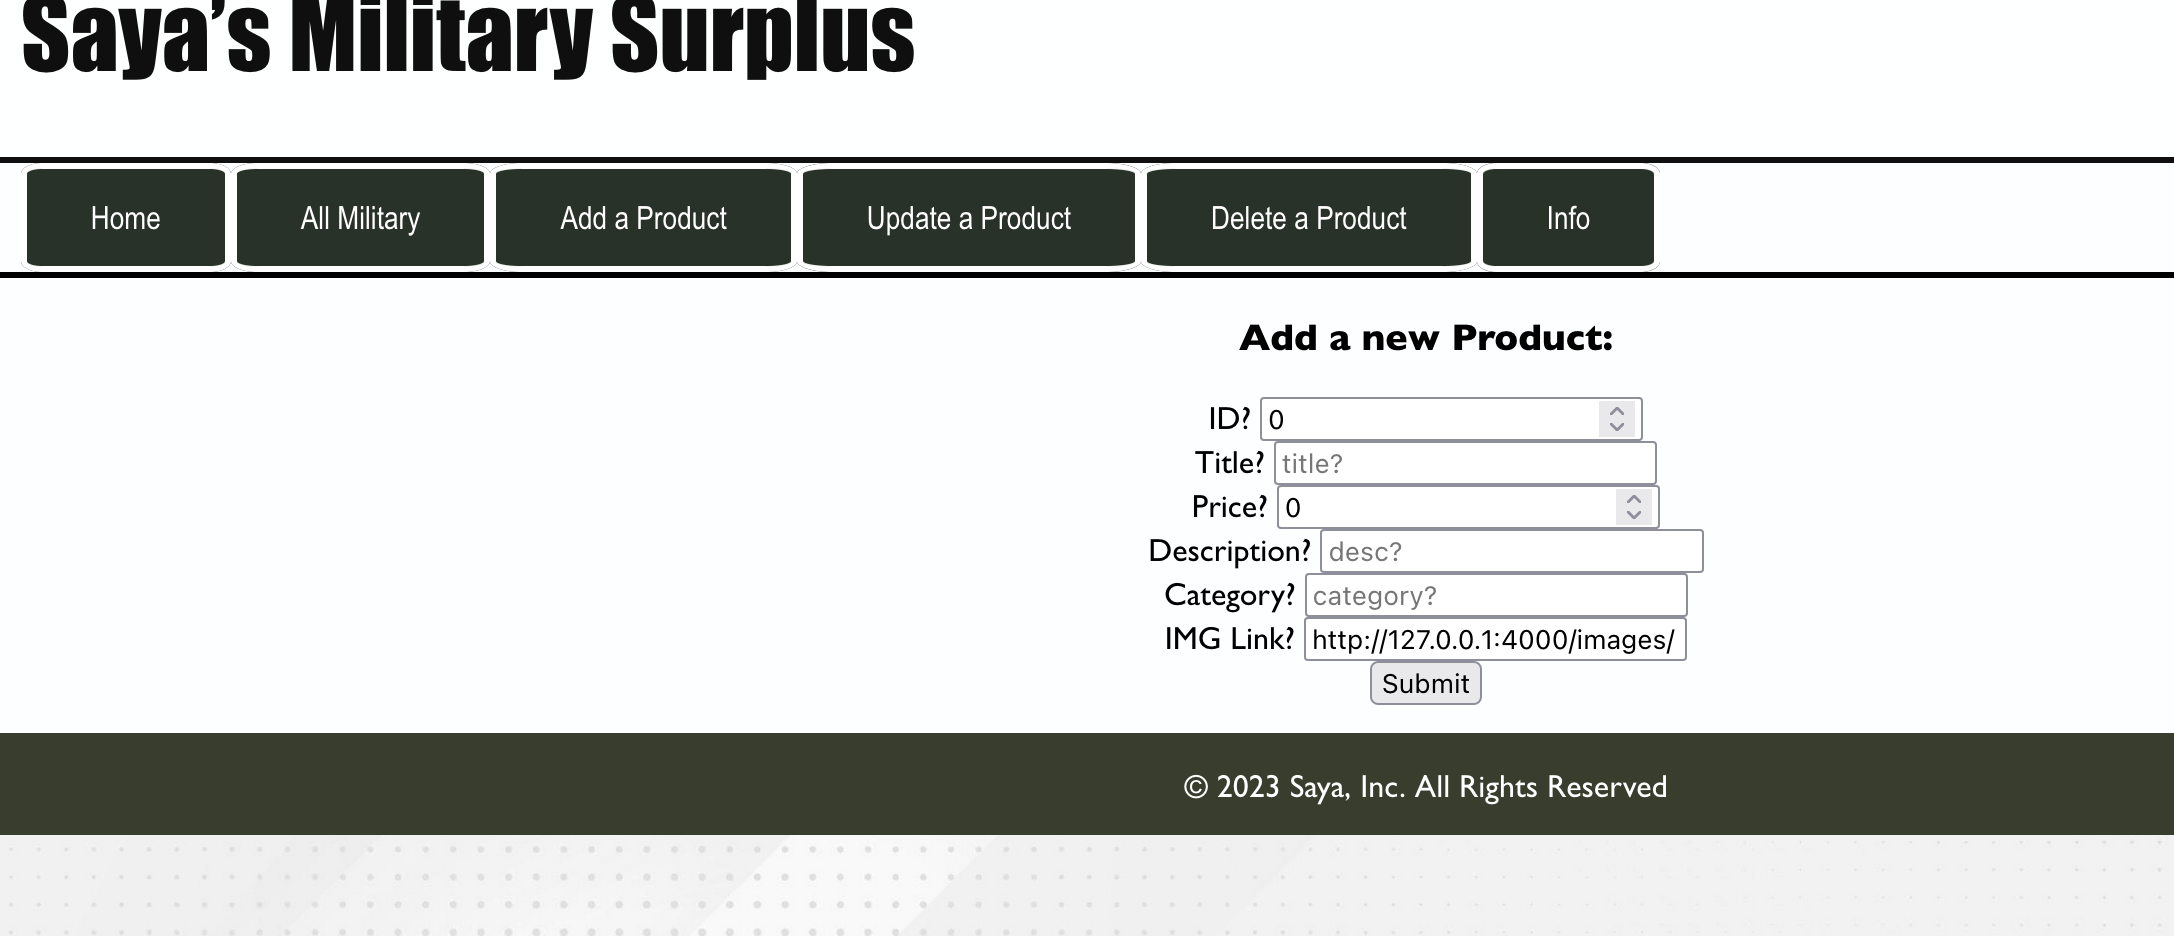 Saya’s Military Surplus
Home All Military Add a Product Update a Product Delete a Product Info
Add a new Product:
ID? 0
Title? title?
Price? 0
Description? desc?
Category? category?
IMG Link? http://127.0.0.1:4000/images/
Submit
© 2023 Saya, Inc. All Rights Reserved